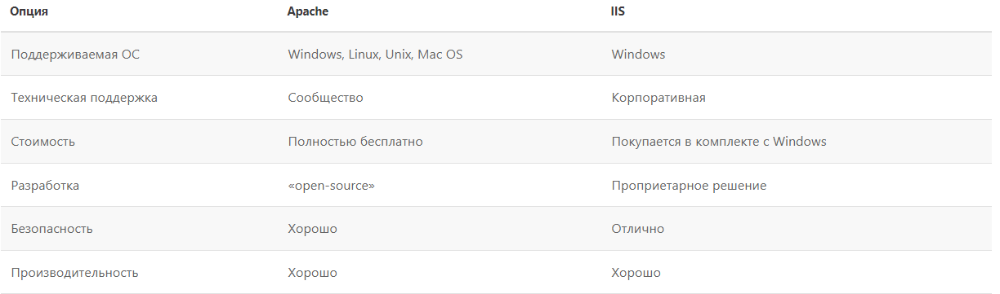 Опция Apache IIS
Поддерживаемая ОС Windows, Linux, Unix, Mac OS Windows
Техническая поддержка Сообщество Корпоративная
Стоимость Полностью бесплатно Покупается в комплекте с Windows
Разработка «open-source» Проприетарное решение
Безопасность Хорошо Отлично
Производительность Хорошо Хорошо